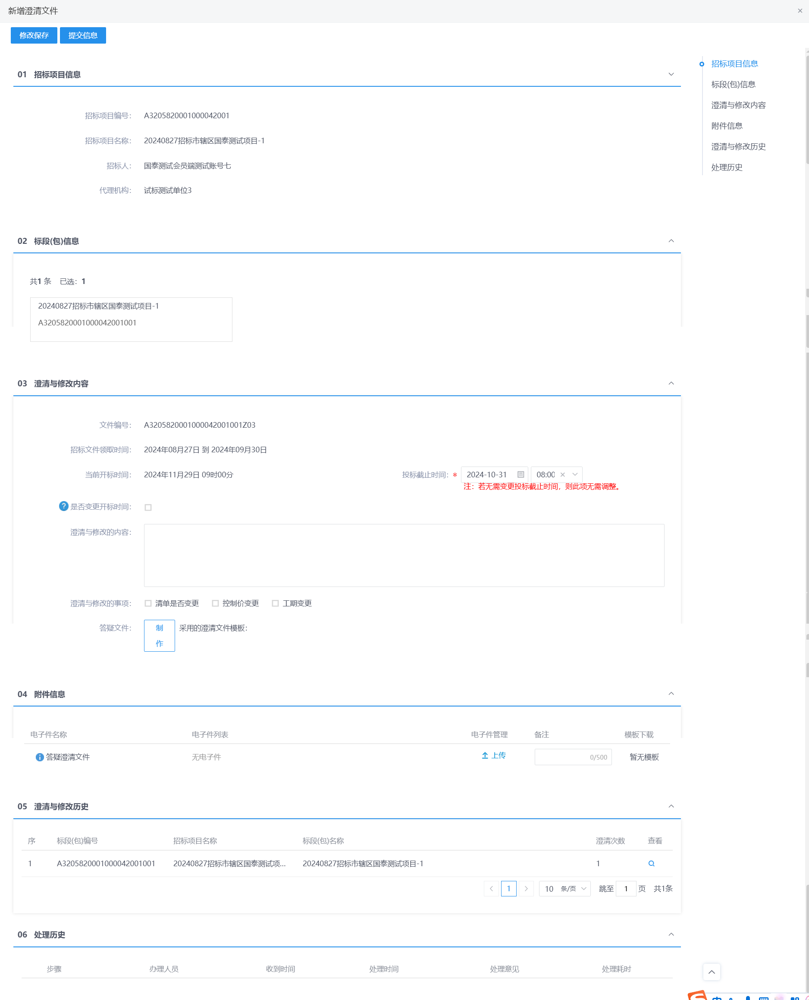 新增澄清文件
修改保存 提交信息
招标项目信息
标段(包)信息
澄清与修改内容
附件信息
澄清与修改历史
处理历史
01 招标项目信息
招标项目编号： A3205820001000042001
招标项目名称： 20240827招标市辖区国泰测试项目-1
招标人： 国泰测试会员端测试账号七
代理机构： 试标测试单位3
02 标段(包)信息
共1 条 已选：1
20240827招标市辖区国泰测试项目-1
A3205820001000042001001
03 澄清与修改内容
文件编号： A3205820001000042001001Z03
招标文件领取时间： 2024年08月27日 到 2024年09月30日
当前开标时间： 2024年11月29日 09时00分 投标截止时间：* 2024-10-31 08:00
注：若无需变更投标截止时间，则此项无需调整。
是否变更开标时间：
澄清与修改的内容：
澄清与修改的事项： 清单是否变更 控制价变更 工期变更
答疑文件： 制作 采用的澄清文件模板：
04 附件信息
电子件名称 电子件列表 电子件管理 备注 模板下载
答疑澄清文件 无电子件 上传 0/500 暂无模板
05 澄清与修改历史
序 标段(包)编号 招标项目名称 标段(包)名称 澄清次数 查看
1 A3205820001000042001001 20240827招标市辖区国泰测试项... 20240827招标市辖区国泰测试项目-1 1
1 10 条/页 跳至 1 页 共1条
06 处理历史
步骤 办理人员 收到时间 处理时间 处理意见 处理耗时